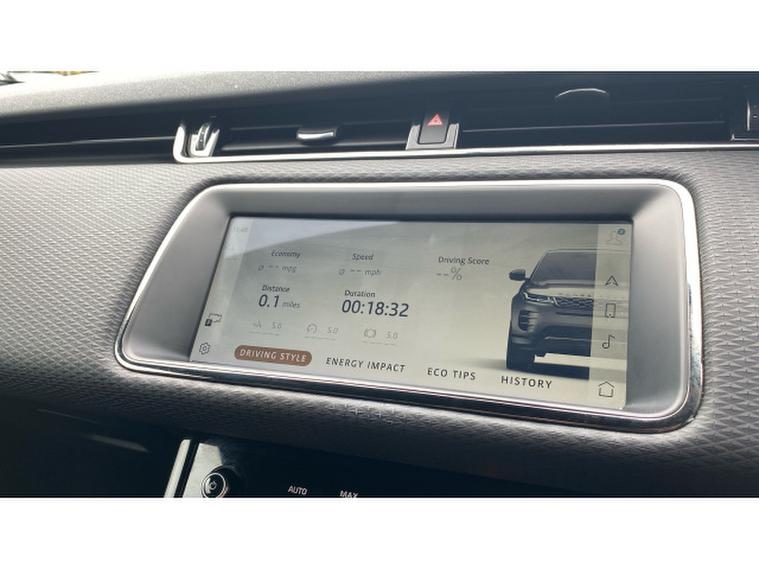 Economy Speed Driving Score
ø -- mpg ø -- mph --%
Distance Duration
0.1 miles 00:18:32
5.0 5.0 5.0
DRIVING STYLE ENERGY IMPACT ECO TIPS HISTORY
AUTO MAX